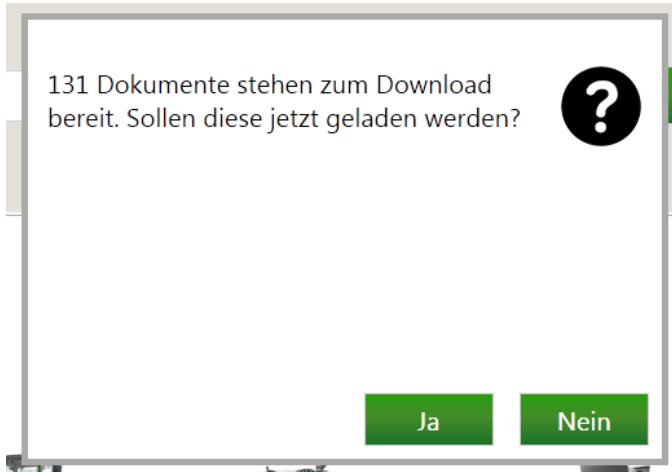 131 Dokumente stehen zum Download
bereit. Sollen diese jetzt geladen werden?
Ja
Nein